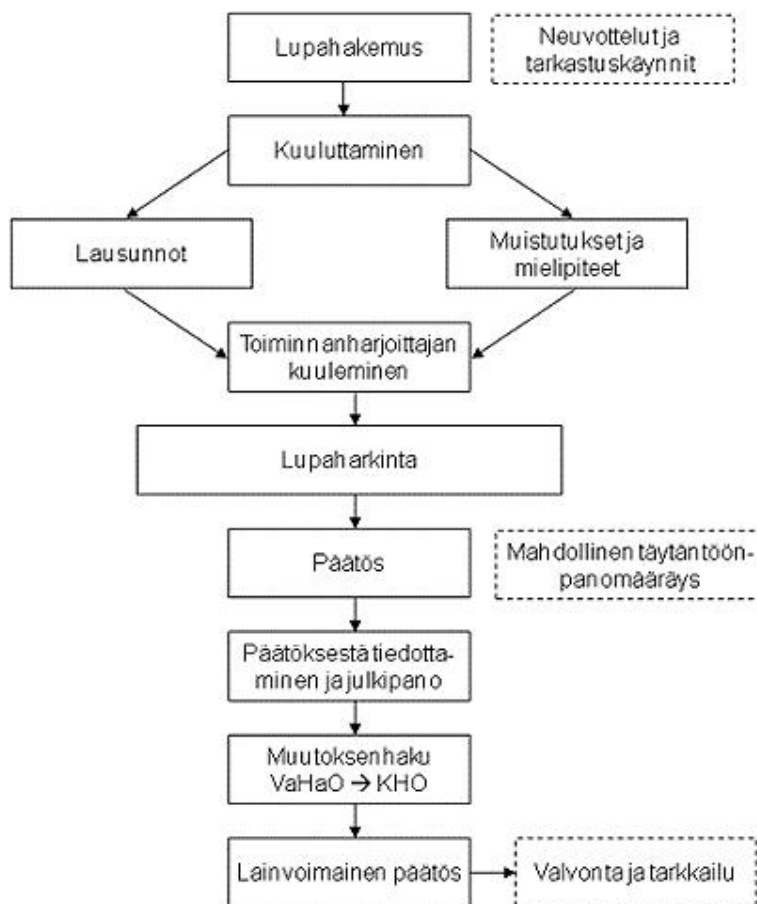 Lupahakemus
Neuvottelut ja
tarkastuskäynnit
Kuuluttaminen
Lausunnot
Muistutukset ja
mielipiteet
Toiminnanharjoittajan
kuuleminen
Lupaharkinta
Päätös
Mahdollinen täytäntöön-
panomääräys
Päätöksestä tiedotta-
minen ja julkipano
Muutoksenhaku
VaHaO → KHO
Lainvoimainen päätös
Valvonta ja tarkkailu